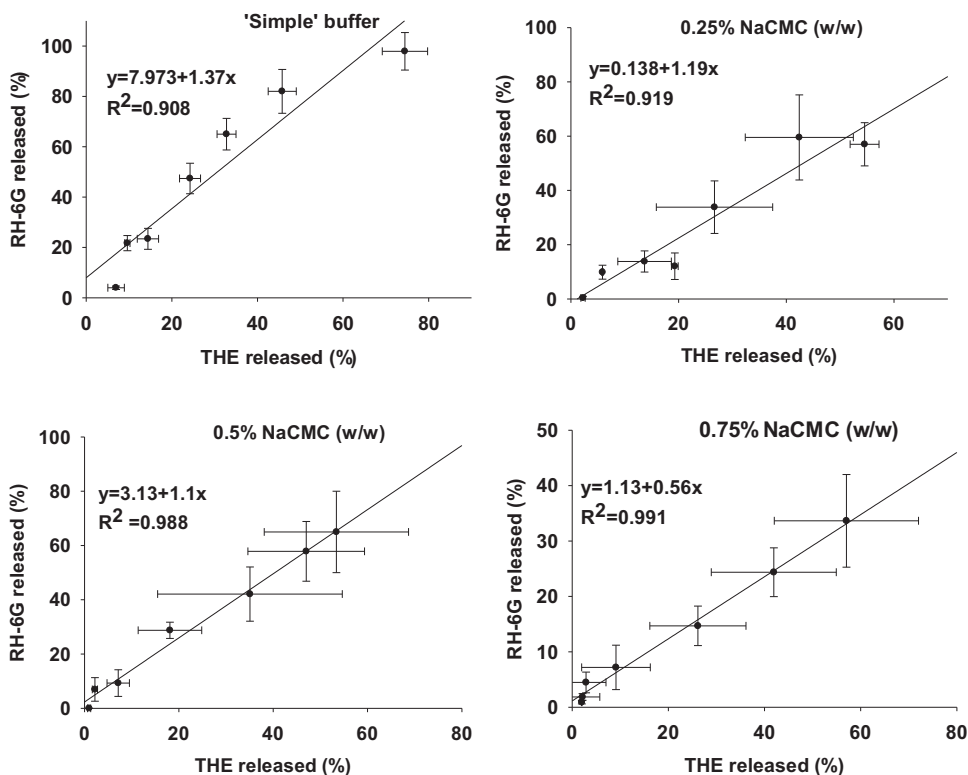 'Simple' buffer
100
80
60
40
20
0
RH-6G released (%)
y=7.973+1.37x
R2=0.908
0 20 40 60 80
THE released (%)
0.25% NaCMC (w/w)
100
80
60
40
20
0
RH-6G released (%)
y=0.138+1.19x
R2=0.919
0 20 40 60
THE released (%)
0.5% NaCMC (w/w)
100
80
60
40
20
0
RH-6G released (%)
y=3.13+1.1x
R2 =0.988
0 20 40 60 80
THE released (%)
0.75% NaCMC (w/w)
50
40
30
20
10
0
RH-6G released (%)
y=1.13+0.56x
R2=0.991
0 20 40 60 80
THE released (%)